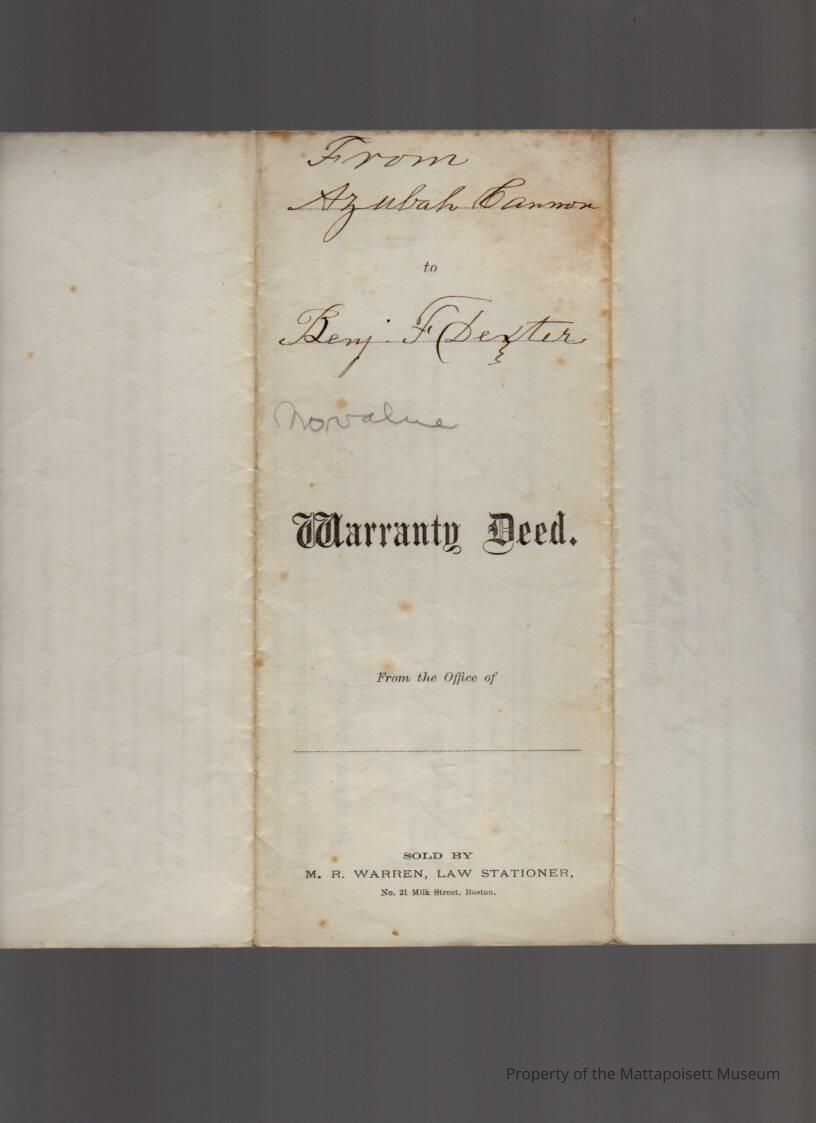 From
Azubah Cannon
to
Benj. F Dexter
No value
Warranty Deed.
From the Office of
SOLD BY
M. R. WARREN, LAW STATIONER,
No. 21 Milk Street, Boston.
Property of the Mattapoisett Museum